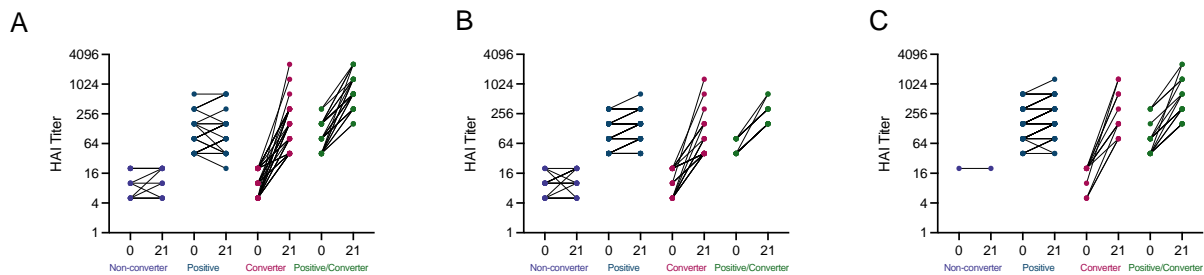 A
HAI Titer
4096
1024
256
64
16
4
1
0 21 0 21 0 21 0 21
Non-converter Positive Converter Positive/Converter
B
HAI Titer
4096
1024
256
64
16
4
1
0 21 0 21 0 21 0 21
Non-converter Positive Converter Positive/Converter
C
HAI Titer
4096
1024
256
64
16
4
1
0 21 0 21 0 21 0 21
Non-converter Positive Converter Positive/Converter